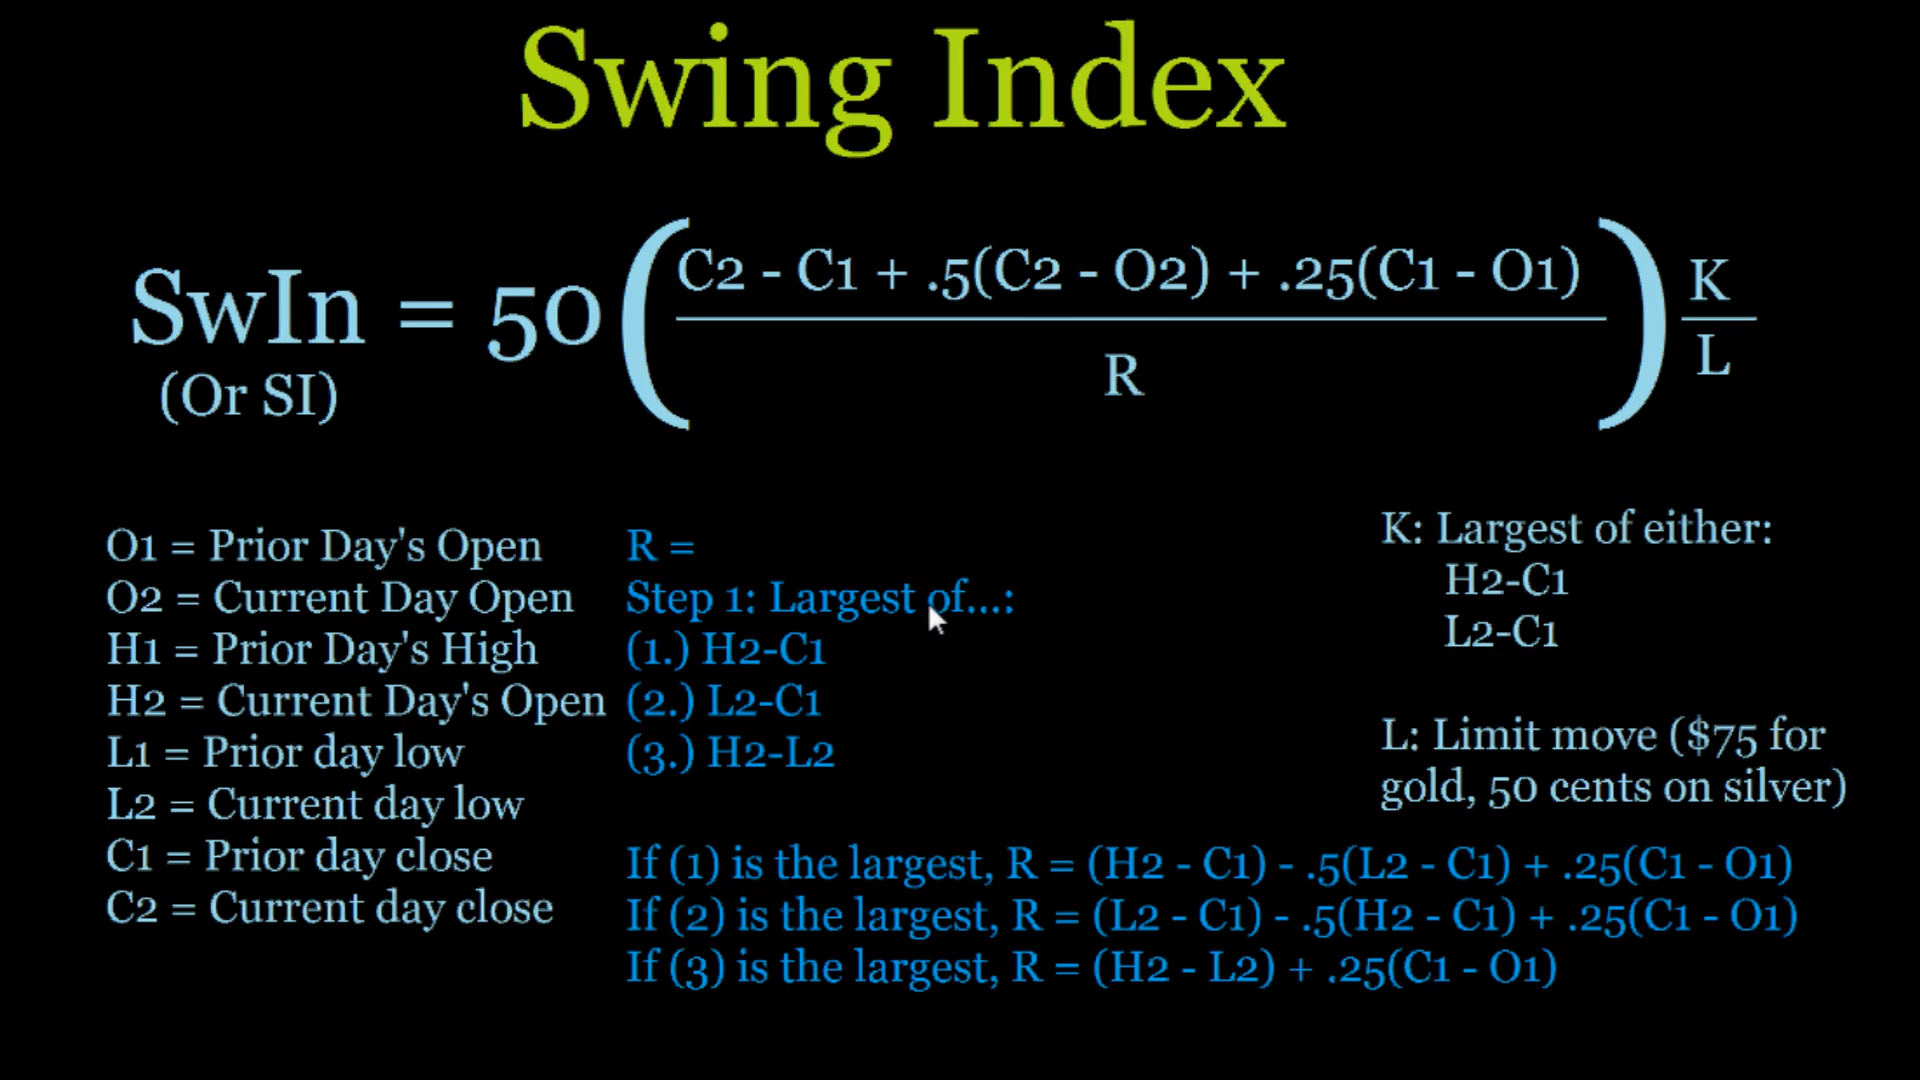 Swing Index
SwIn = 50 ( C2 - C1 + .5(C2 - O2) + .25(C1 - O1) ) K
R L
(Or SI)
O1 = Prior Day's Open
O2 = Current Day Open
H1 = Prior Day's High
H2 = Current Day's Open
L1 = Prior day low
L2 = Current day low
C1 = Prior day close
C2 = Current day close
R =
Step 1: Largest of...:
(1.) H2-C1
(2.) L2-C1
(3.) H2-L2
K: Largest of either:
H2-C1
L2-C1
L: Limit move ($75 for
gold, 50 cents on silver)
If (1) is the largest, R = (H2 - C1) - .5(L2 - C1) + .25(C1 - O1)
If (2) is the largest, R = (L2 - C1) - .5(H2 - C1) + .25(C1 - O1)
If (3) is the largest, R = (H2 - L2) + .25(C1 - O1)